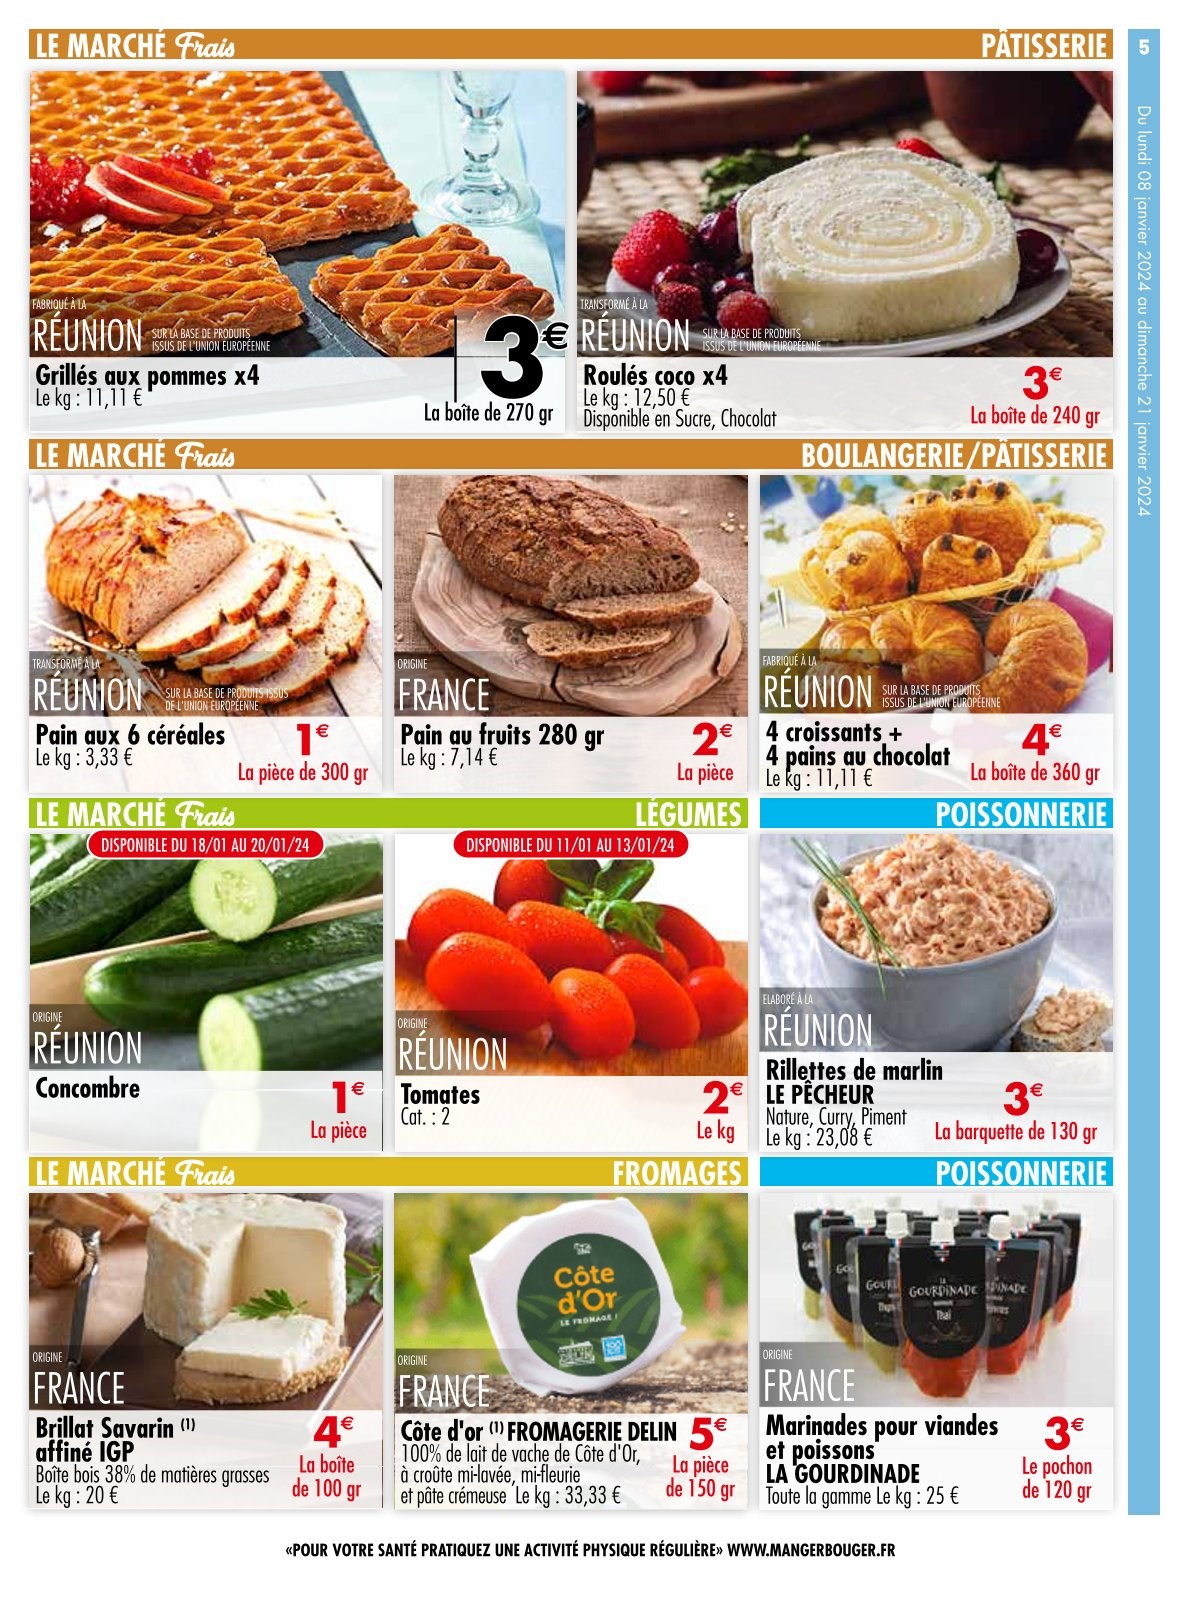 LE MARCHÉ Frais
PÂTISSERIE
5
Du lundi 08 janvier 2024 au dimanche 21 janvier 2024
FABRIQUÉ À LA
RÉUNION
SUR LA BASE DE PRODUITS
ISSUS DE L'UNION EUROPÉENNE
Grillés aux pommes x4
Le kg : 11,11 €
3€
La boîte de 270 gr
TRANSFORMÉ À LA
RÉUNION
SUR LA BASE DE PRODUITS
ISSUS DE L'UNION EUROPÉENNE
Roulés coco x4
Le kg : 12,50 €
Disponible en Sucre, Chocolat
3€
La boîte de 240 gr
LE MARCHÉ Frais
BOULANGERIE/PÂTISSERIE
TRANSFORMÉ À LA
RÉUNION
SUR LA BASE DE PRODUITS ISSUS
DE L'UNION EUROPÉENNE
Pain aux 6 céréales
Le kg : 3,33 €
1€
La pièce de 300 gr
ORIGINE
FRANCE
Pain au fruits 280 gr
Le kg : 7,14 €
2€
La pièce
FABRIQUÉ À LA
RÉUNION
SUR LA BASE DE PRODUITS
ISSUS DE L'UNION EUROPÉENNE
4 croissants +
4 pains au chocolat
Le kg : 11,11 €
4€
La boîte de 360 gr
LE MARCHÉ Frais
LÉGUMES
POISSONNERIE
DISPONIBLE DU 18/01 AU 20/01/24
ORIGINE
RÉUNION
Concombre
1€
La pièce
DISPONIBLE DU 11/01 AU 13/01/24
ORIGINE
RÉUNION
Tomates
Cat. : 2
2€
Le kg
ELABORÉ À LA
RÉUNION
Rillettes de marlin
LE PÊCHEUR
Nature, Curry, Piment
Le kg : 23,08 €
3€
La barquette de 130 gr
LE MARCHÉ Frais
FROMAGES
POISSONNERIE
ORIGINE
FRANCE
Brillat Savarin (1)
affiné IGP
Boîte bois 38% de matières grasses
Le kg : 20 €
4€
La boîte
de 100 gr
Côte
d'Or
LE FROMAGE !
ORIGINE
FRANCE
Côte d'or (1) FROMAGERIE DELIN
100% de lait de vache de Côte d'Or,
à croûte mi-lavée, mi-fleurie
et pâte crémeuse Le kg : 33,33 €
5€
La pièce
de 150 gr
LA
GOURDINADE
Thaï
ORIGINE
FRANCE
Marinades pour viandes
et poissons
LA GOURDINADE
Toute la gamme Le kg : 25 €
3€
Le pochon
de 120 gr
«POUR VOTRE SANTÉ PRATIQUEZ UNE ACTIVITÉ PHYSIQUE RÉGULIÈRE» WWW.MANGERBOUGER.FR